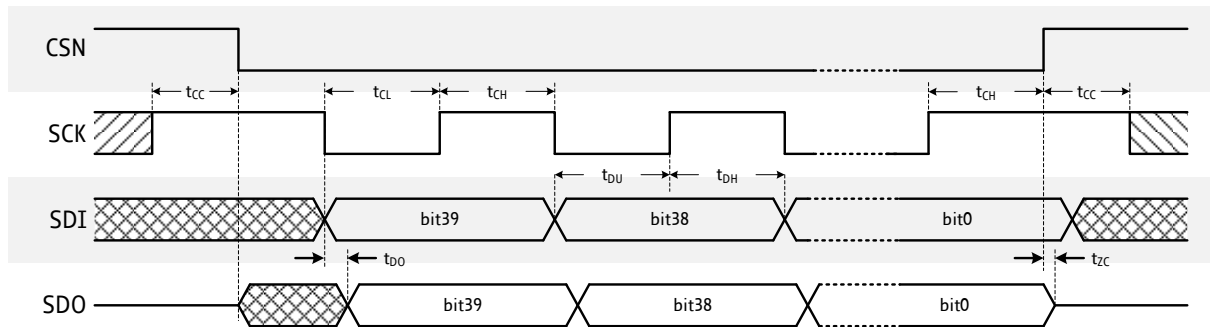 CSN
tCC tCL tCH tCH tCC
SCK
tDU tDH
SDI bit39 bit38 bit0
tDO tZC
SDO bit39 bit38 bit0